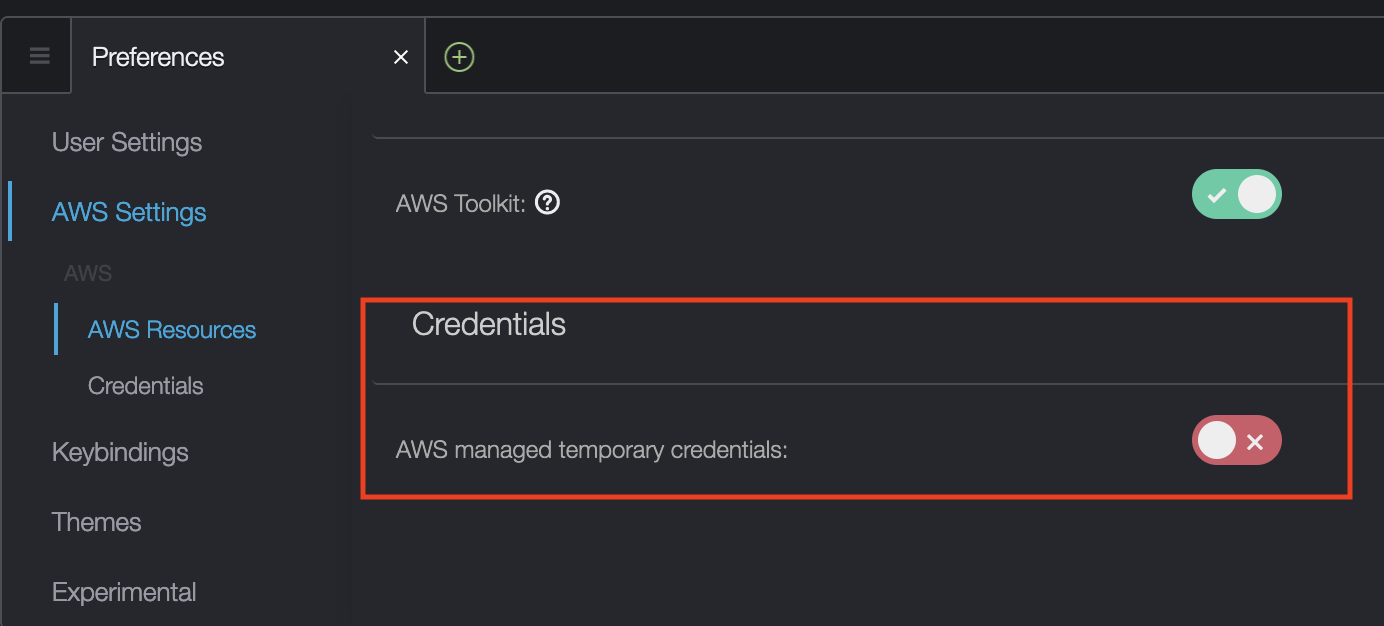 Preferences
User Settings
AWS Settings
AWS
AWS Resources
Credentials
Keybindings
Themes
Experimental
AWS Toolkit:
Credentials
AWS managed temporary credentials: